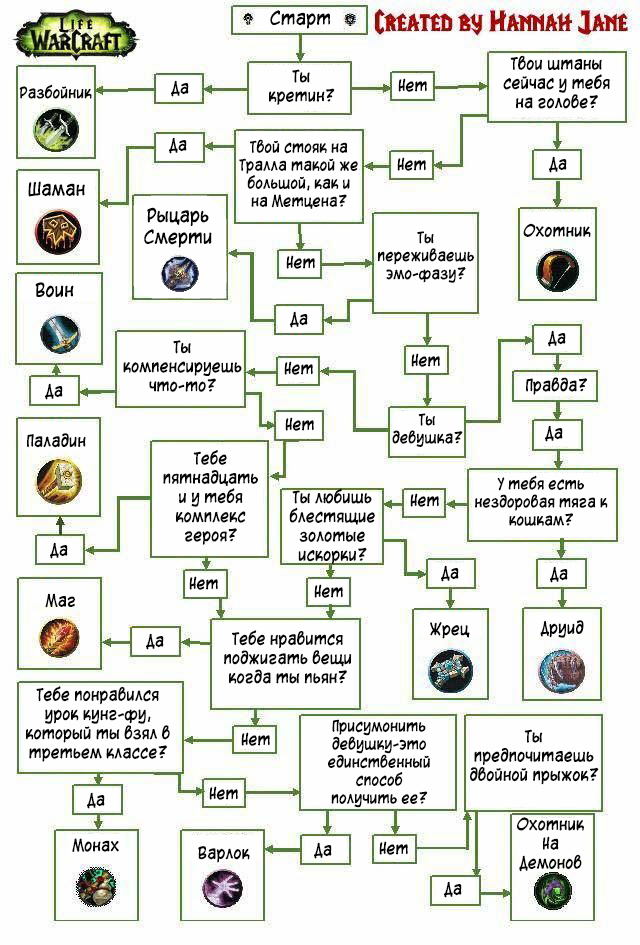 LIFE
WARCRAFT
Старт
CREATED BY HANNAH JANE
Разбойник
Да
Ты
кретин?
Нет
Твои штаны
сейчас у тебя
на голове?
Шаман
Да
Твой стояк на
Тралла такой же
большой, как и
на Метцена?
Нет
Да
Охотник
Рыцарь
Смерти
Нет
Ты
переживаешь
эмо-фазу?
Да
Воин
Да
Ты
компенсируешь
что-то?
Нет
Нет
Да
Правда?
Да
Ты
девушка?
Нет
Паладин
Да
Тебе
пятнадцать
и у тебя
комплекс
героя?
Ты любишь
блестящие
золотые
искорки?
Нет
У тебя есть
нездоровая тяга к
кошкам?
Нет
Нет
Да
Да
Жрец
Друид
Маг
Да
Тебе нравится
поджигать вещи
когда ты пьян?
Нет
Тебе понравился
урок кунг-фу,
который ты взял в
третьем классе?
Да
Нет
Присумонить
девушку-это
единственный
способ
получить ее?
Ты
предпочитаешь
двойной прыжок?
Монах
Варлок
Да
Нет
Да
Охотник
На
Демонов